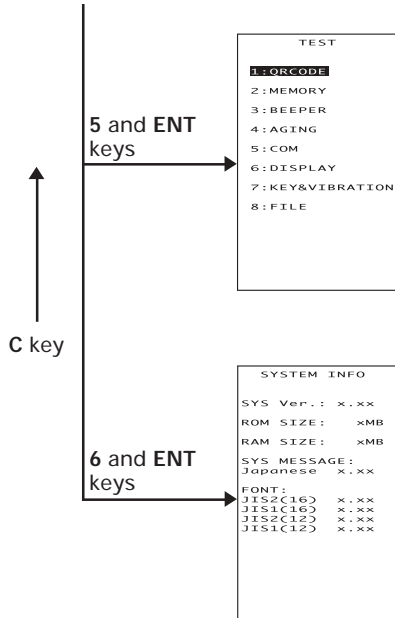 TEST
1:QRCODE
2:MEMORY
3:BEEPER
4:AGING
5:COM
6:DISPLAY
7:KEY&VIBRATION
8:FILE
5 and ENT
keys
C key
SYSTEM INFO
SYS Ver.: x.xx
ROM SIZE: xMB
RAM SIZE: xMB
SYS MESSAGE:
Japanese x.xx
FONT:
JIS2(16) x.xx
JIS1(16) x.xx
JIS2(12) x.xx
JIS1(12) x.xx
6 and ENT
keys